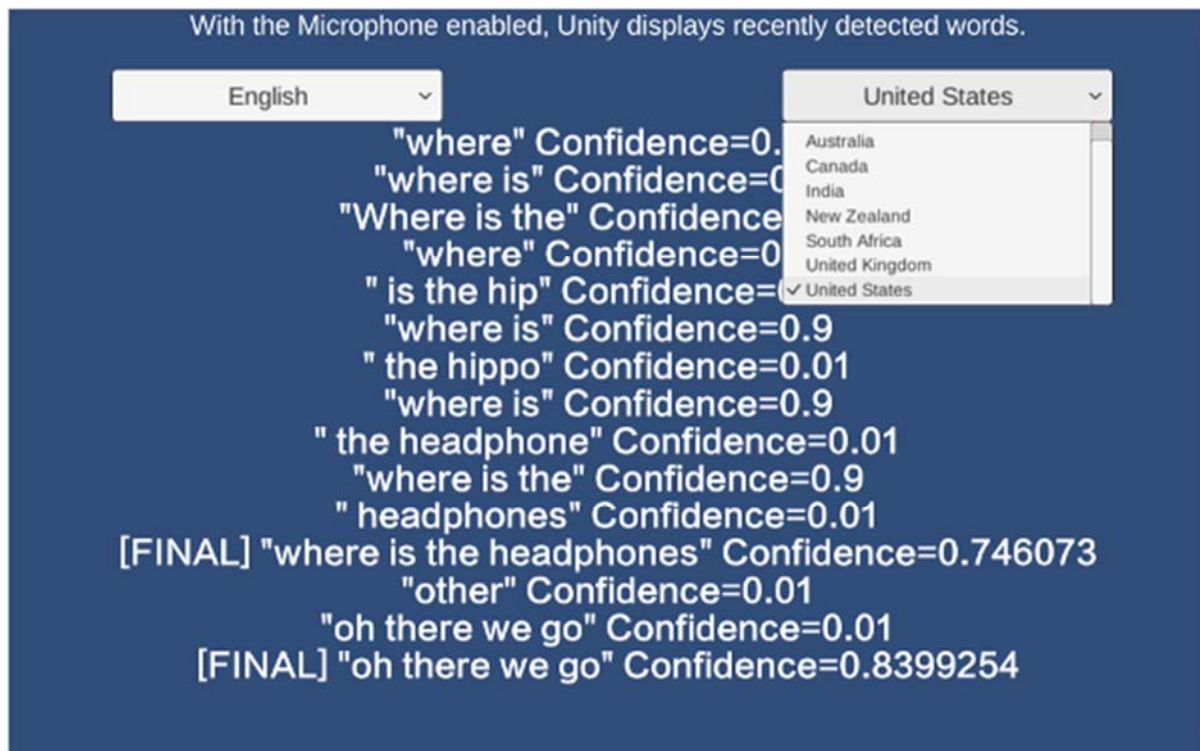 With the Microphone enabled, Unity displays recently detected words.
English
United States
Australia
Canada
India
New Zealand
South Africa
United Kingdom
United States
"where" Confidence=0.
"where is" Confidence=0
"Where is the" Confidence
"where" Confidence=0
" is the hip" Confidence=
"where is" Confidence=0.9
" the hippo" Confidence=0.01
"where is" Confidence=0.9
" the headphone" Confidence=0.01
"where is the" Confidence=0.9
" headphones" Confidence=0.01
[FINAL] "where is the headphones" Confidence=0.746073
"other" Confidence=0.01
"oh there we go" Confidence=0.01
[FINAL] "oh there we go" Confidence=0.8399254